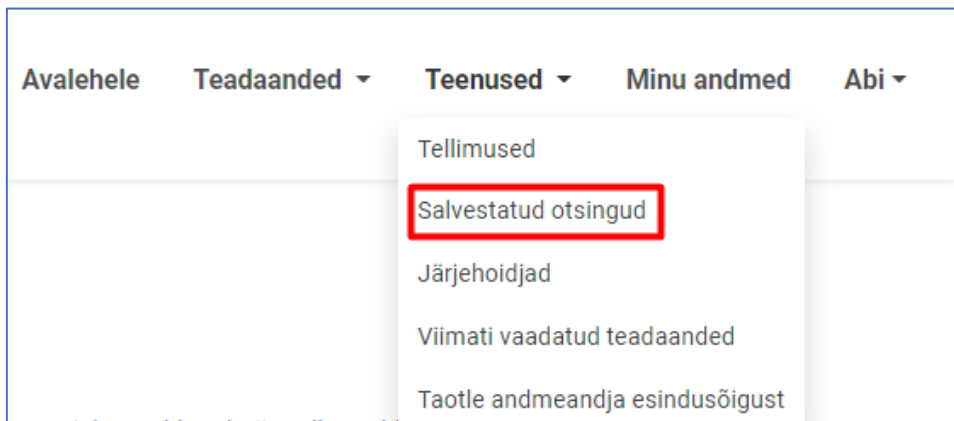 Avalehele Teadaanded Teenused Minu andmed Abi
Tellimused
Salvestatud otsingud
Järjehoidjad
Viimati vaadatud teadaanded
Taotle andmeandja esindusõigust